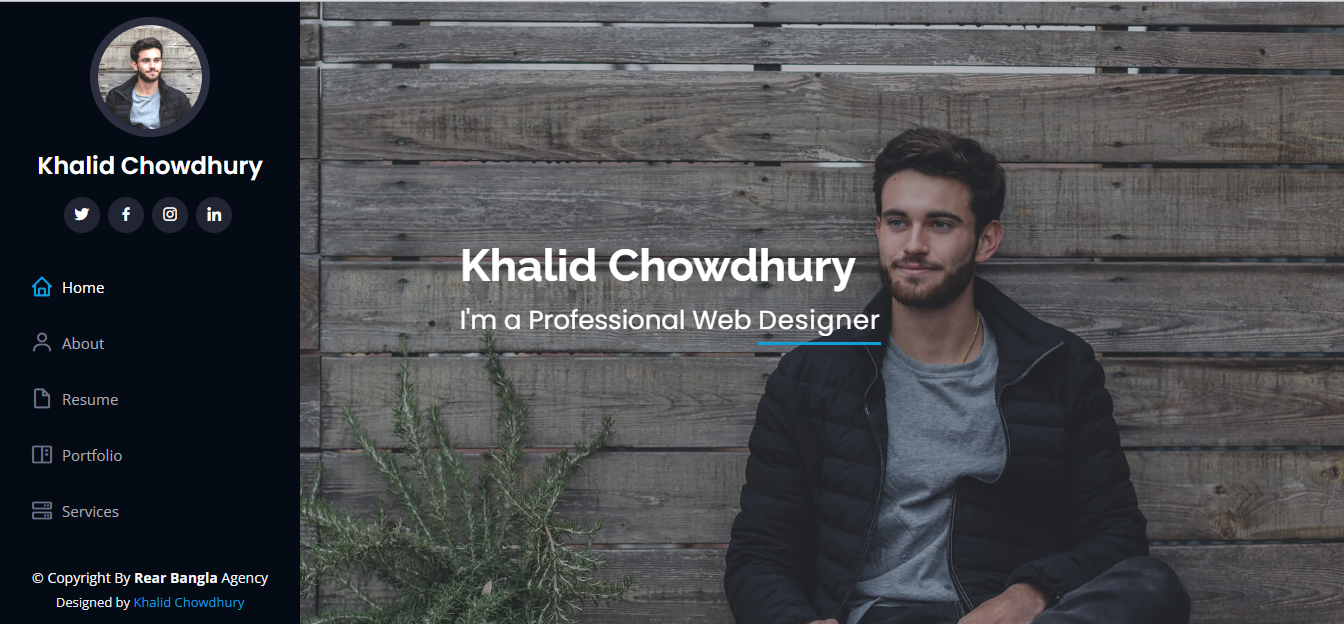 Khalid Chowdhury
Home
About
Resume
Portfolio
Services
© Copyright By Rear Bangla Agency
Designed by Khalid Chowdhury
Khalid Chowdhury
I'm a Professional Web Designer